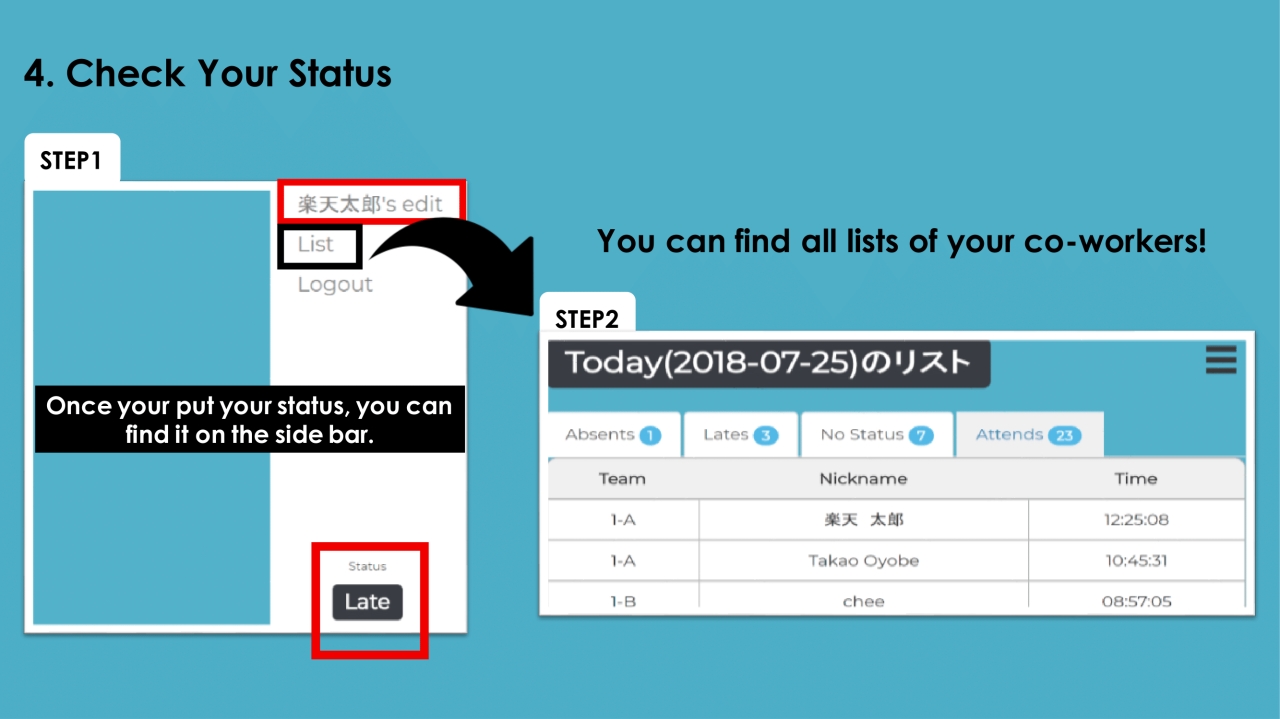 4. Check Your Status
STEP1
楽天太郎's edit
List
Logout
Once your put your status, you can
find it on the side bar.
Status
Late
You can find all lists of your co-workers!
STEP2
Today(2018-07-25)のリスト
Absents 1 Lates 3 No Status 7 Attends 23
Team Nickname Time
1-A 楽天 太郎 12:25:08
1-A Takao Oyobe 10:45:31
1-B chee 08:57:05